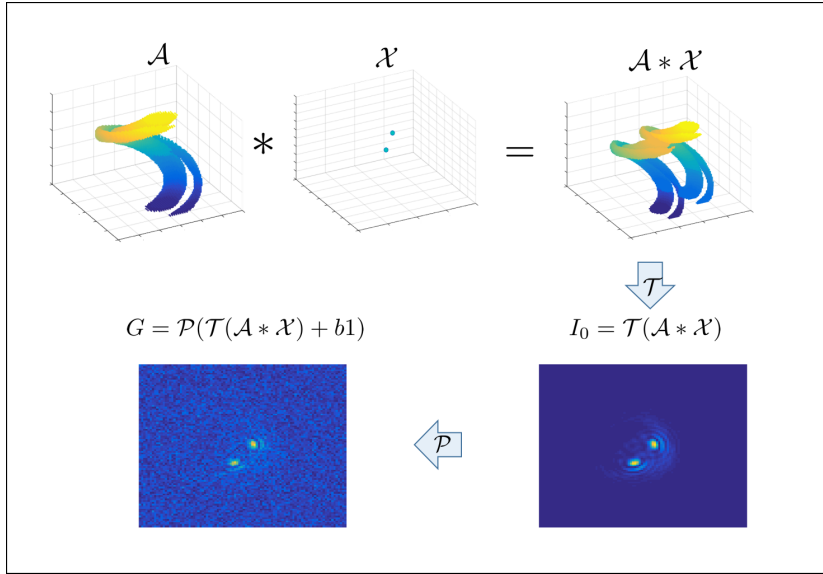 𝒜
𝒳
𝒜 ∗ 𝒳
∗
=
𝒯
G = 𝒫(𝒯(𝒜 ∗ 𝒳) + b1)
I₀ = 𝒯(𝒜 ∗ 𝒳)
𝒫